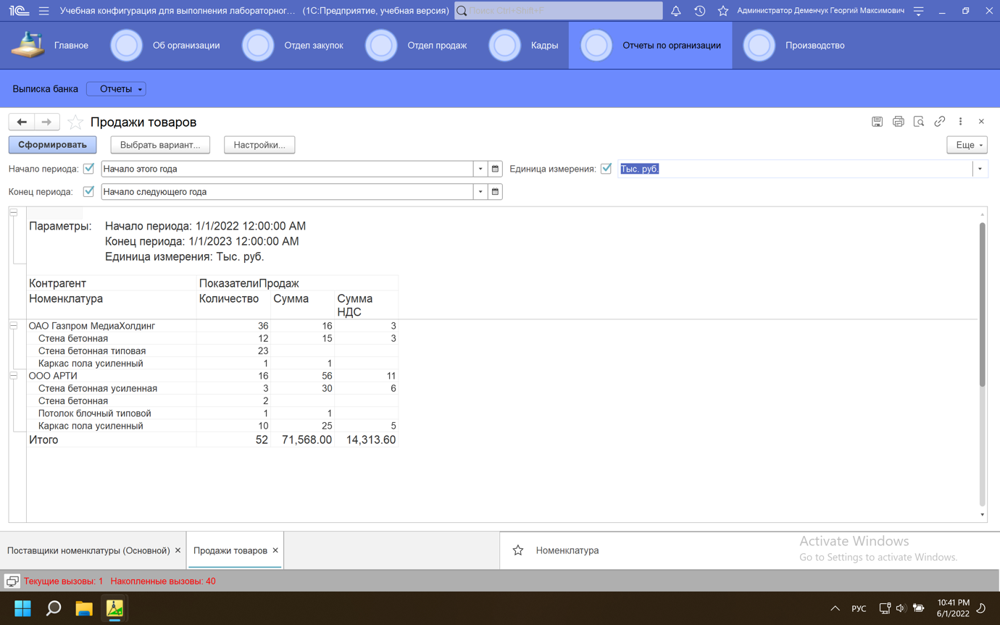 1С Учебная конфигурация для выполнения лабораторног... (1С:Предприятие, учебная версия) Поиск Ctrl+Shift+F Администратор Деменчук Георгий Максимович
Главное Об организации Отдел закупок Отдел продаж Кадры Отчеты по организации Производство
Выписка банка Отчеты
Продажи товаров
Сформировать Выбрать вариант... Настройки... Еще
Начало периода: Начало этого года Единица измерения: Тыс. руб.
Конец периода: Начало следующего года
Параметры: Начало периода: 1/1/2022 12:00:00 AM
Конец периода: 1/1/2023 12:00:00 AM
Единица измерения: Тыс. руб.
Контрагент ПоказателиПродаж
Номенклатура Количество Сумма Сумма
НДС
ОАО Газпром МедиаХолдинг 36 16 3
Стена бетонная 12 15 3
Стена бетонная типовая 23
Каркас пола усиленный 1 1
ООО АРТИ 16 56 11
Стена бетонная усиленная 3 30 6
Стена бетонная 2
Потолок блочный типовой 1 1
Каркас пола усиленный 10 25 5
Итого 52 71,568.00 14,313.60
Activate Windows
Поставщики номенклатуры (Основной) Продажи товаров Номенклатура
Go to Settings to activate Windows.
Текущие вызовы: 1 Накопленные вызовы: 40
РУС 10:41 PM
6/1/2022